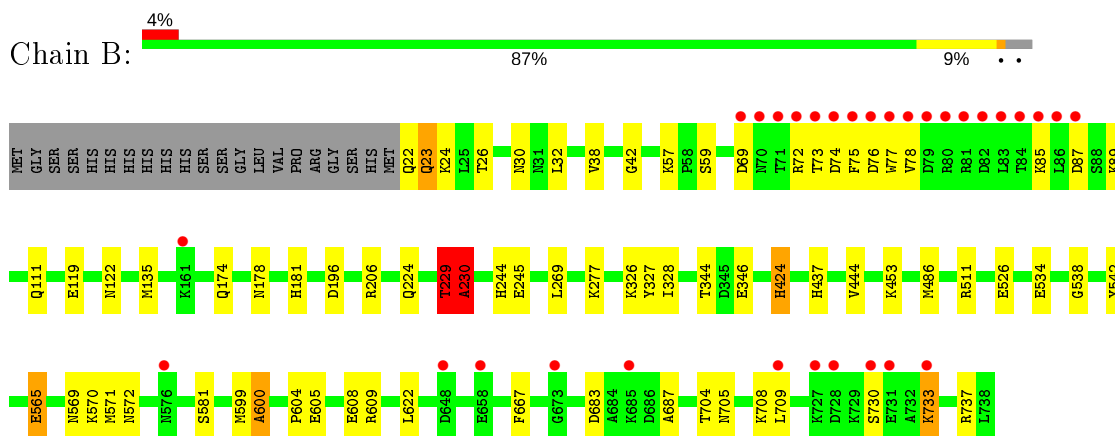 4%
Chain B:
87%
9%
MET GLY SER SER HIS HIS HIS HIS HIS HIS SER SER GLY LEU VAL PRO ARG GLY SER HIS MET Q22 Q23 K24 L25 T26 N30 N31 L32 V38 G42 K57 P58 S59 D69 N70 T71 R72 T73 D74 F75 D76 W77 V78 D79 R80 R81 D82 L83 T84 K85 L86 D87 S88 K89
Q111 E119 N122 M135 K161 Q174 N178 H181 D196 R206 Q224 T229 A230 H244 E245 L269 K277 K326 Y327 I328 T344 D345 E346 H424 H437 V444 K453 M486 R511 E526 E534 G538 Y542
E565 N569 K570 M571 N572 N576 S581 M599 A600 P604 E605 E608 R609 L622 D648 E658 F667 G673 D683 A684 K685 D686 A687 T704 N705 K708 L709 K727 D728 K729 S730 E731 A732 K733 R737 L738